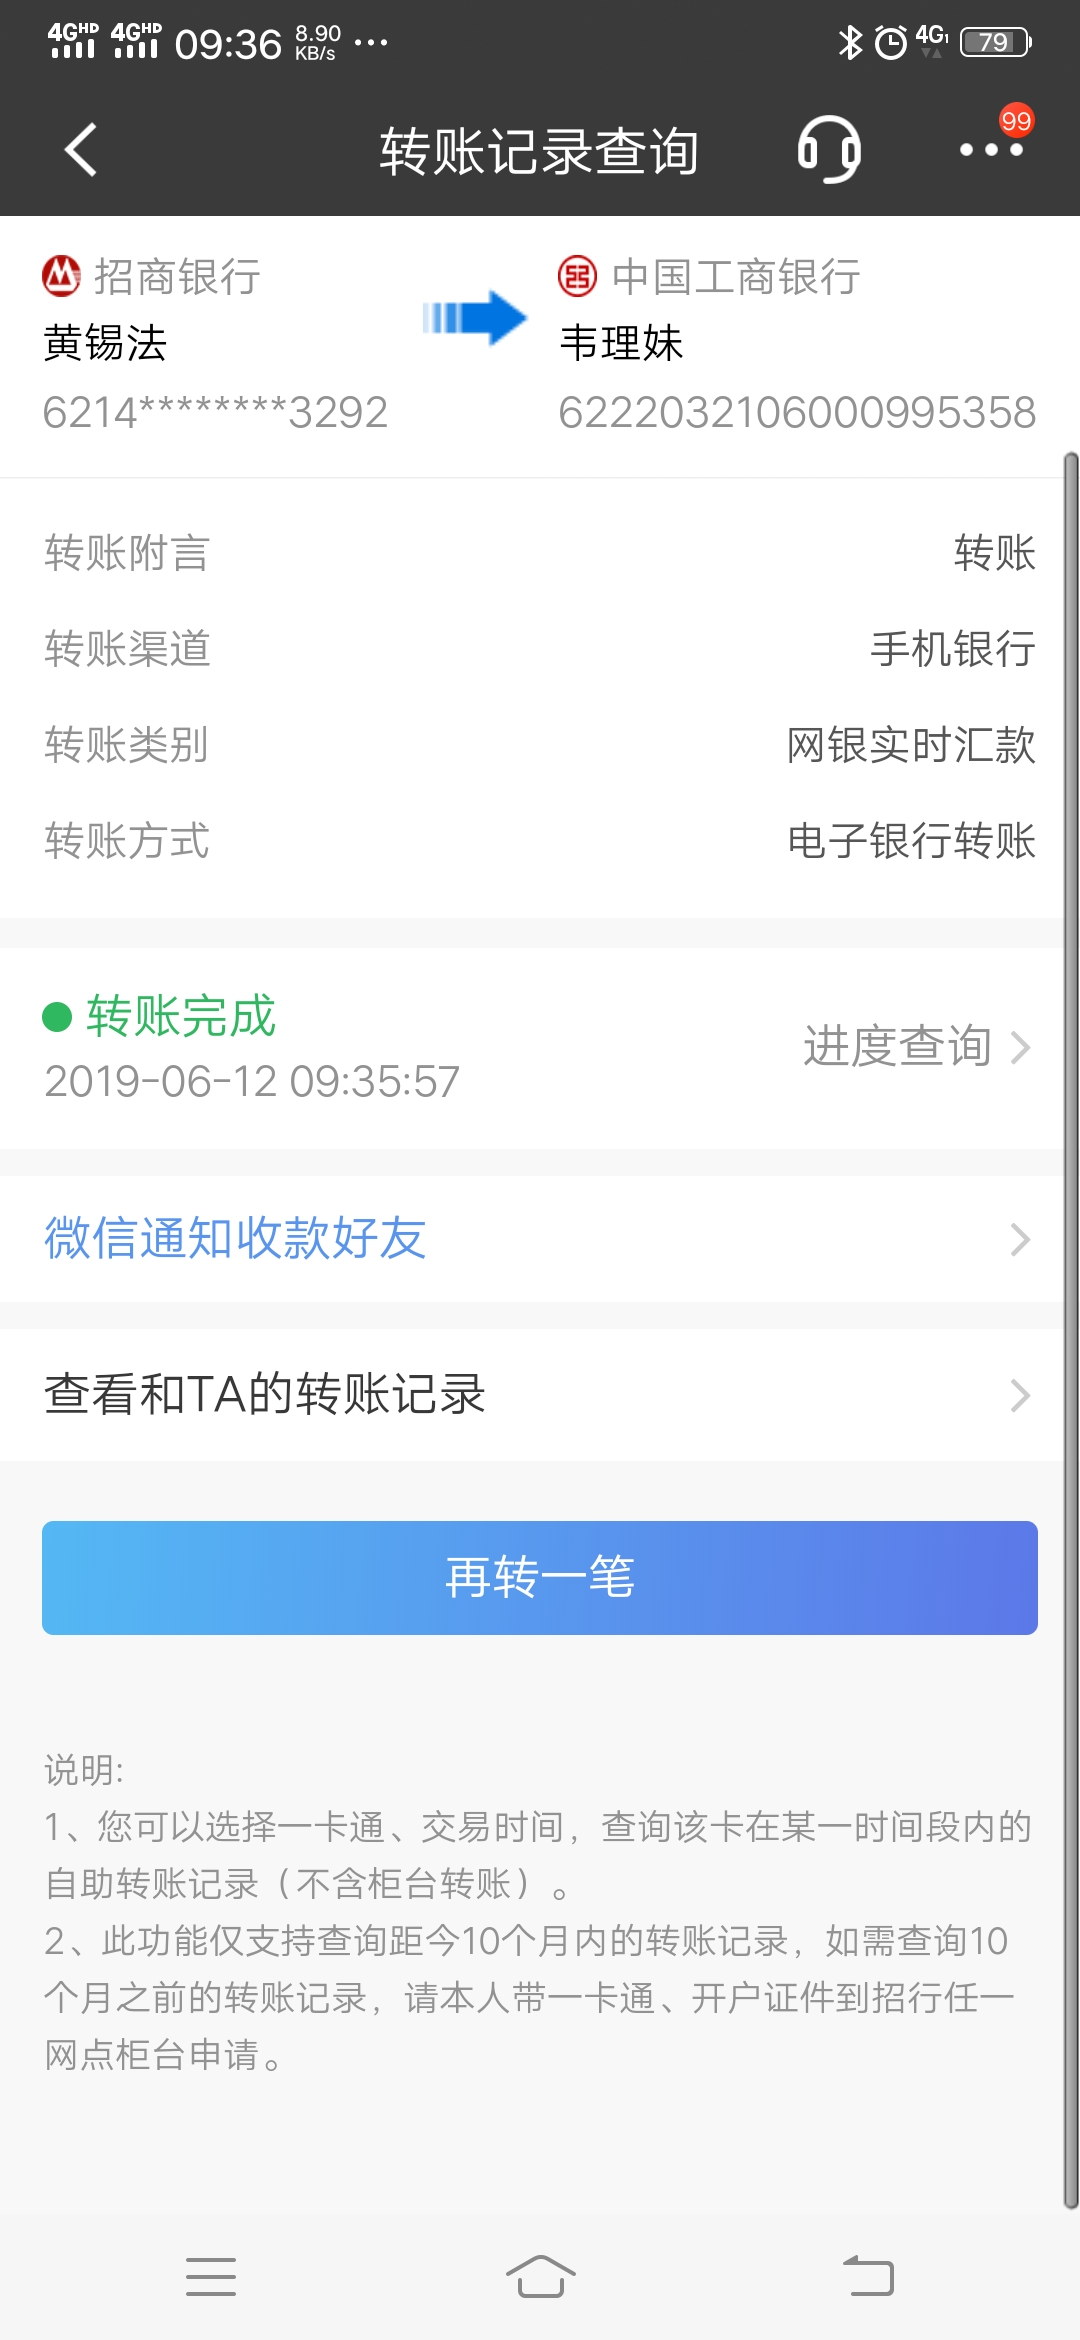 4GHD 4GHD 09:36 8.90 KB/s ... 4G1 79
转账记录查询 99
招商银行 中国工商银行
黄锡法 韦理妹
6214********3292 6222032106000995358
转账附言 转账
转账渠道 手机银行
转账类别 网银实时汇款
转账方式 电子银行转账
转账完成
2019-06-12 09:35:57 进度查询
微信通知收款好友
查看和TA的转账记录
再转一笔
说明:
1、您可以选择一卡通、交易时间，查询该卡在某一时间段内的
自助转账记录（不含柜台转账）。
2、此功能仅支持查询距今10个月内的转账记录，如需查询10
个月之前的转账记录，请本人带一卡通、开户证件到招行任一
网点柜台申请。